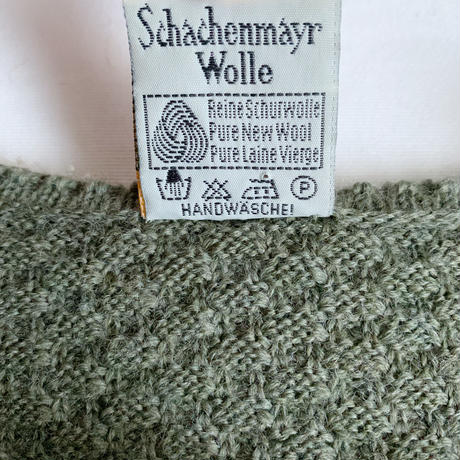 Schachenmayr
Wolle
Reine Schurwolle
Pure New Wool
Pure Laine Vierge
P
HANDWÄSCHE!